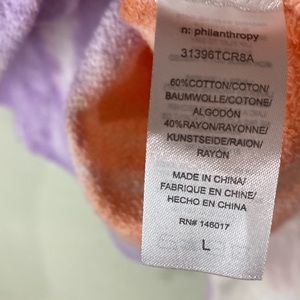 n: philanthropy
31396TCR8A
60%COTTON/COTON/
BAUMWOLLE/COTONE/
ALGODÓN
40%RAYON/RAYONNE/
KUNSTSEIDE/RAION/
RAYÓN
MADE IN CHINA/
FABRIQUE EN CHINE/
HECHO EN CHINA
RN# 146017
L